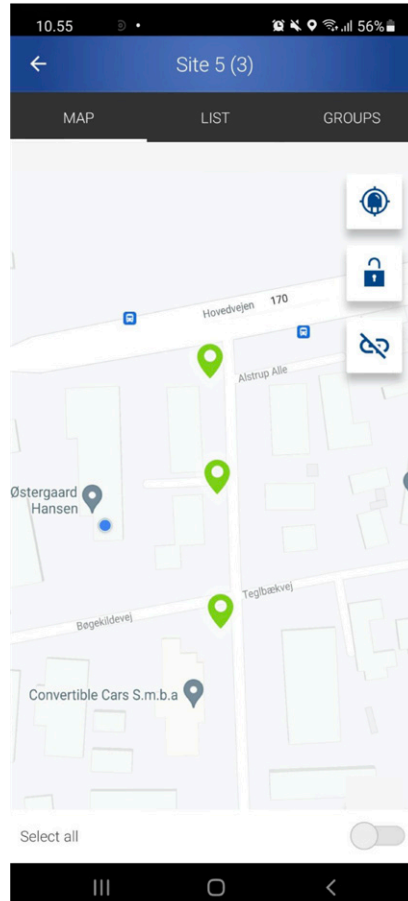 10.55
56%
Site 5 (3)
MAP LIST GROUPS
Hovedvejen 170
Alstrup Alle
Østergaard
Hansen
Teglbækvej
Bøgekildevej
Convertible Cars S.m.b.a
Select all